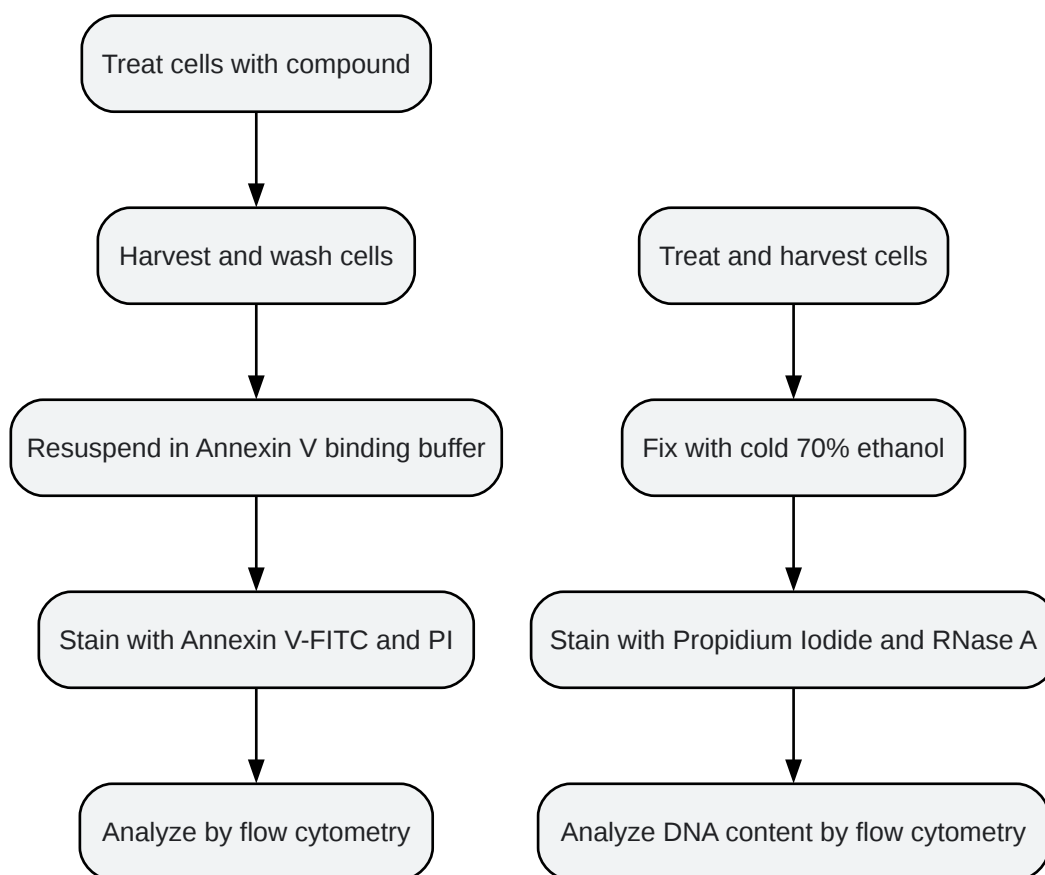 Treat cells with compound
Harvest and wash cells
Resuspend in Annexin V binding buffer
Stain with Annexin V-FITC and PI
Analyze by flow cytometry
Treat and harvest cells
Fix with cold 70% ethanol
Stain with Propidium Iodide and RNase A
Analyze DNA content by flow cytometry